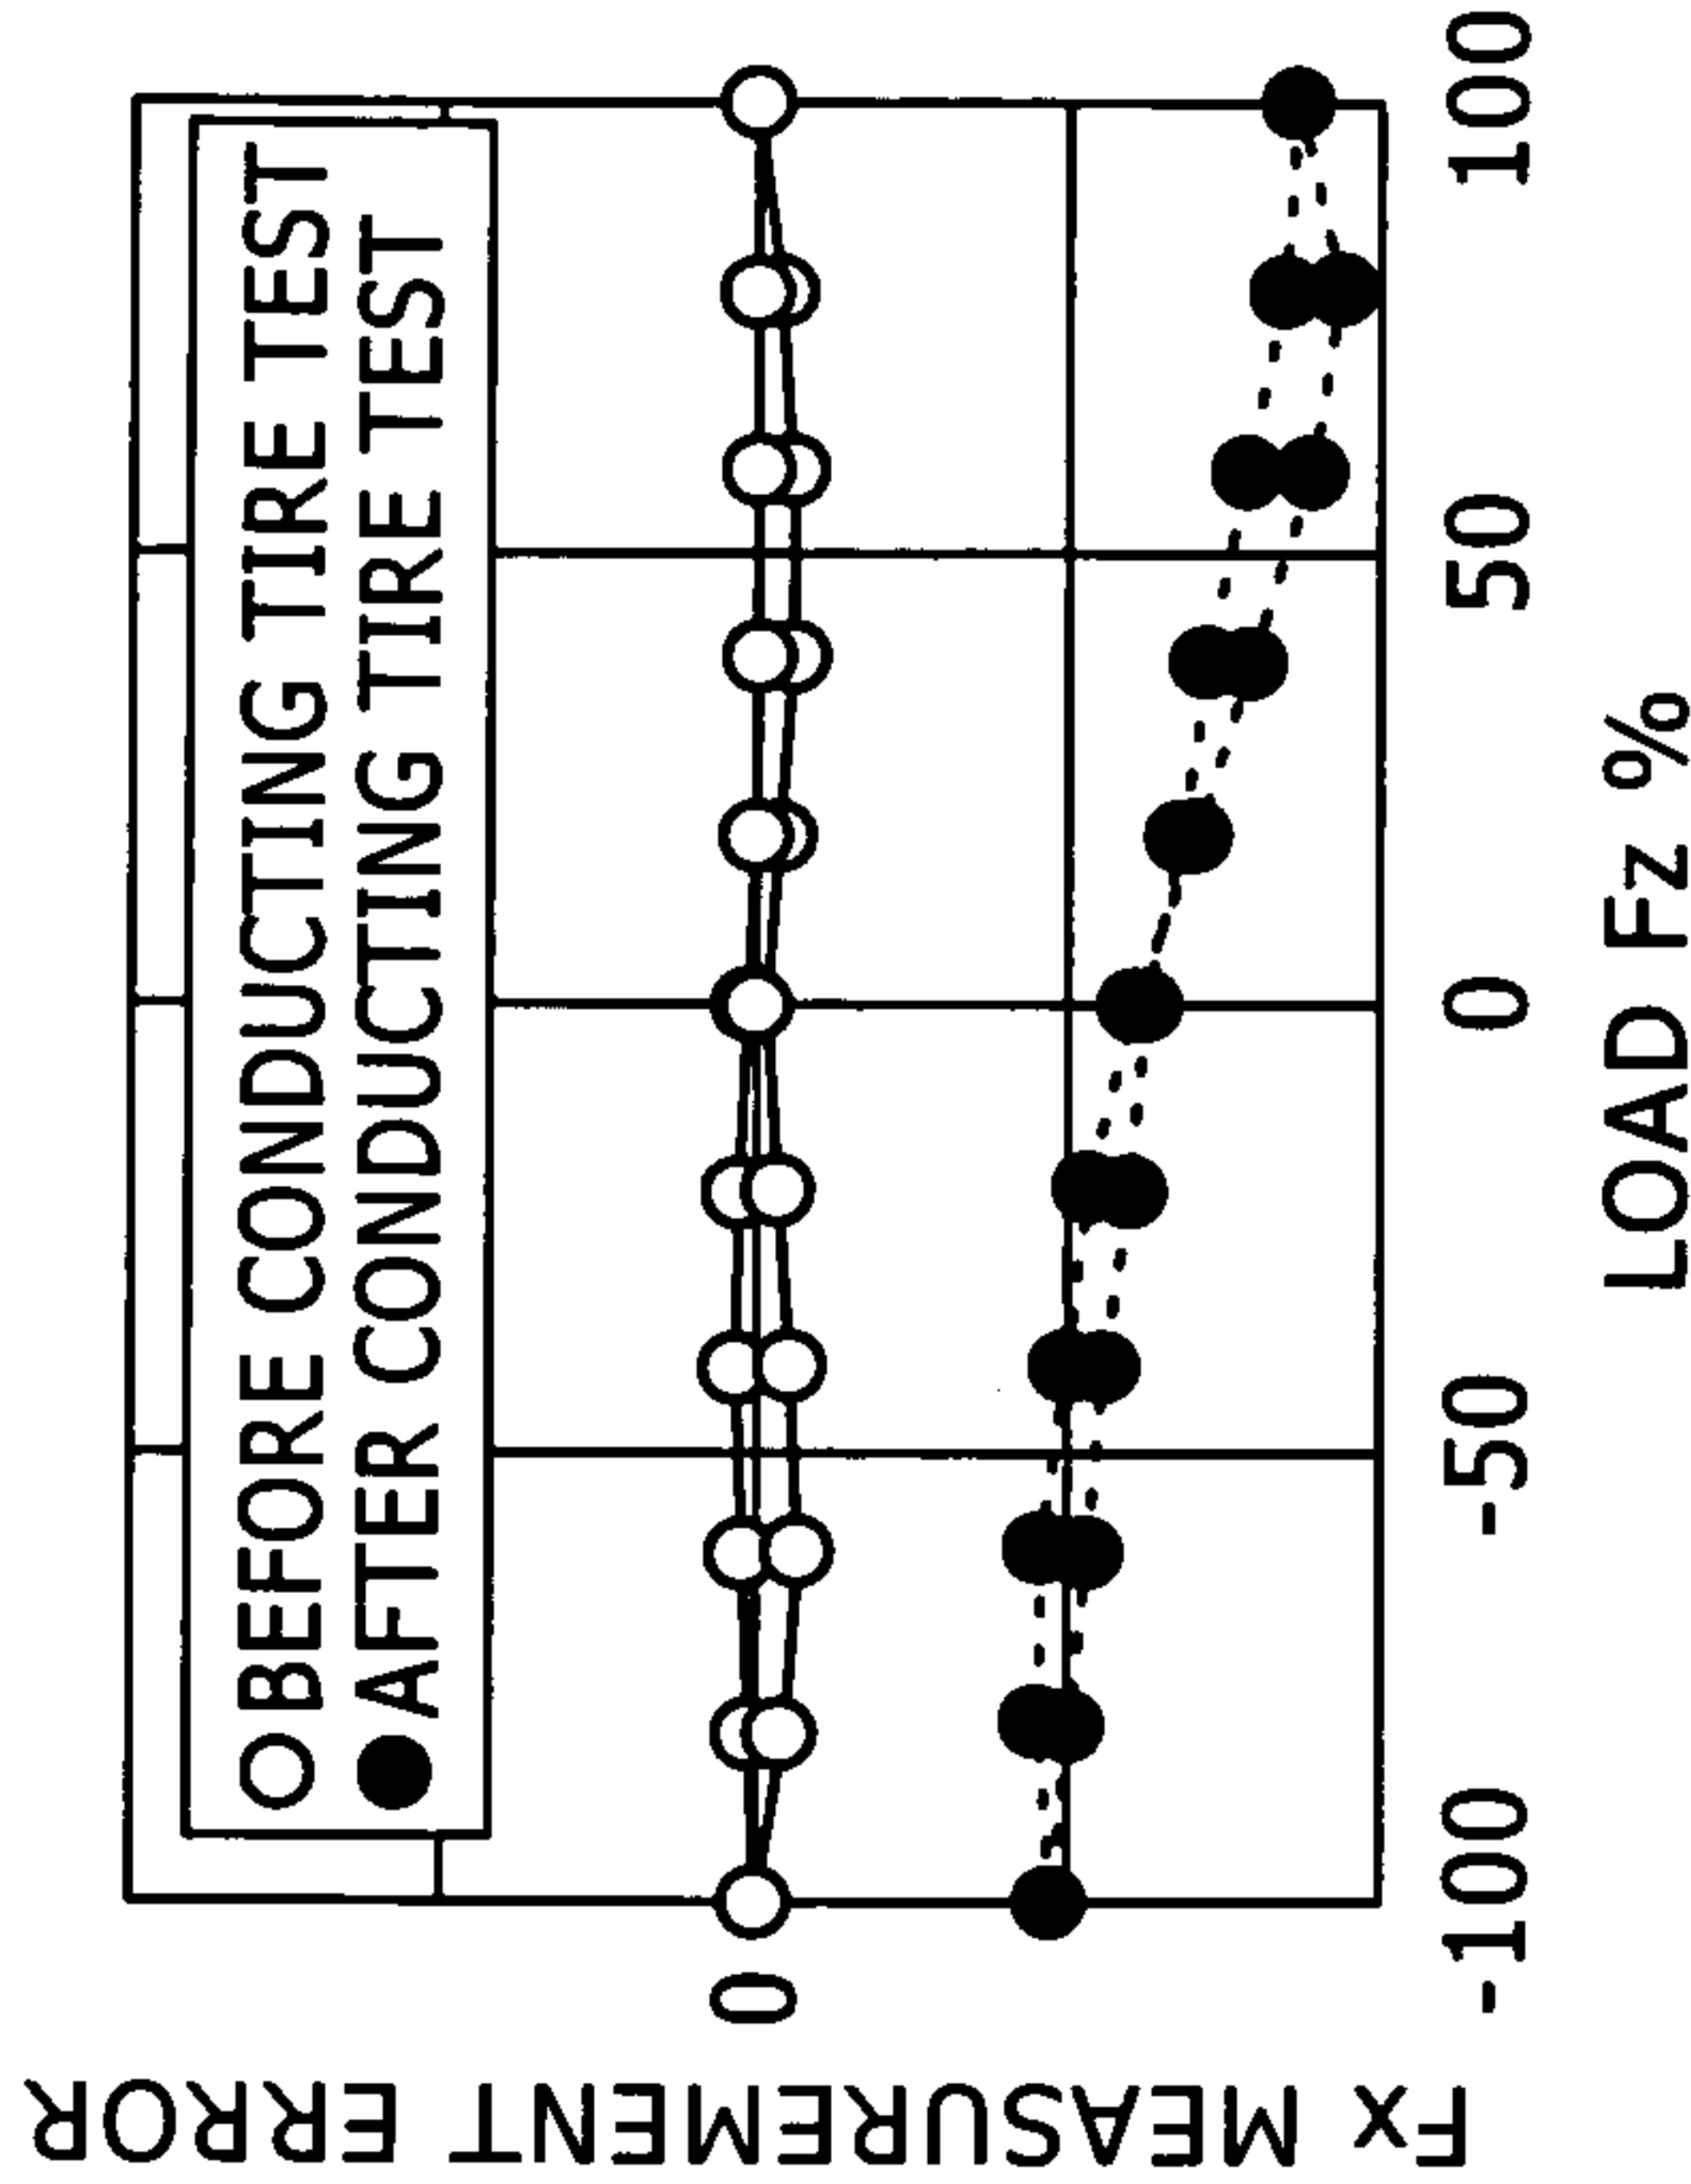 BEFORE CONDUCTING TIRE TEST
AFTER CONDUCTING TIRE TEST
Fx MEASUREMENT ERROR
0
-100 -50 0 50 100
LOAD Fz %